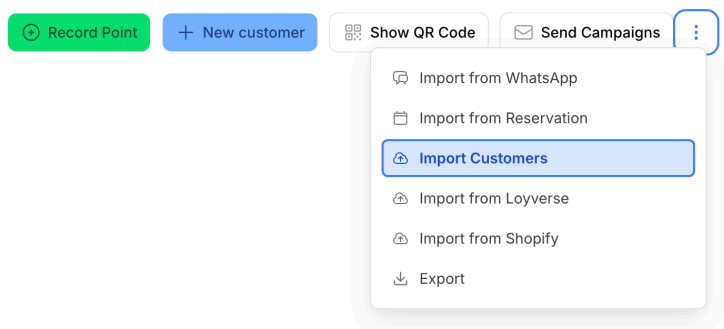 Record Point
New customer
Show QR Code
Send Campaigns
Import from WhatsApp
Import from Reservation
Import Customers
Import from Loyverse
Import from Shopify
Export